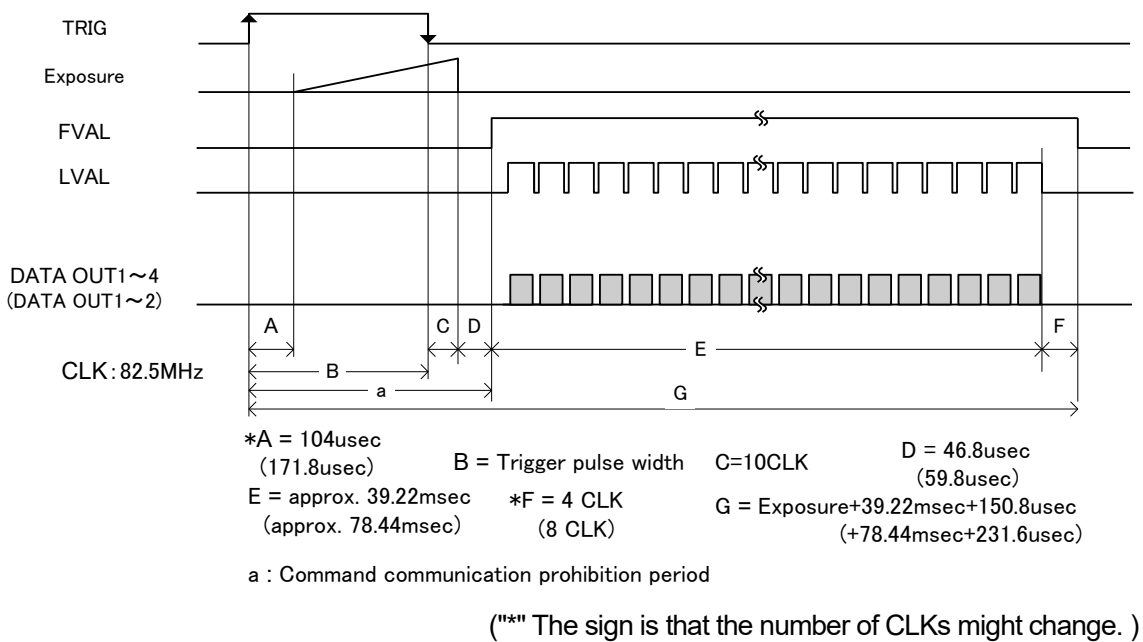 TRIG
Exposure
FVAL
LVAL
DATA OUT1～4
(DATA OUT1～2)
A
C
D
F
E
CLK：82.5MHz
B
a
G
*A = 104usec
(171.8usec)
B = Trigger pulse width
C=10CLK
D = 46.8usec
(59.8usec)
E = approx. 39.22msec
(approx. 78.44msec)
*F = 4 CLK
(8 CLK)
G = Exposure+39.22msec+150.8usec
(+78.44msec+231.6usec)
a : Command communication prohibition period
("*" The sign is that the number of CLKs might change. )